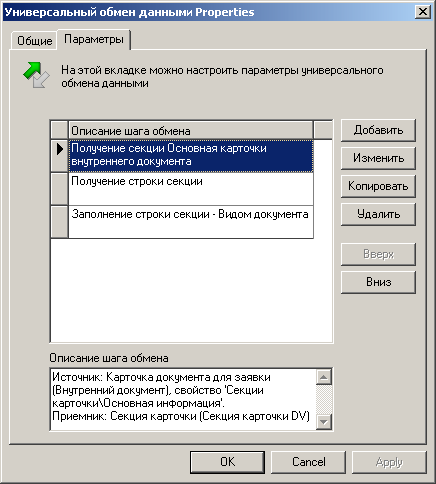 Универсальный обмен данными Properties
Общие
Параметры
На этой вкладке можно настроить параметры универсального
обмена данными
Описание шага обмена
Получение секции Основная карточки
внутреннего документа
Получение строки секции
Заполнение строки секции - Видом документа
Добавить
Изменить
Копировать
Удалить
Вверх
Вниз
Описание шага обмена
Источник: Карточка документа для заявки
(Внутренний документ), свойство 'Секции
карточки\Основная информация'.
Приемник: Секция карточки (Секция карточки DV)
OK
Cancel
Apply